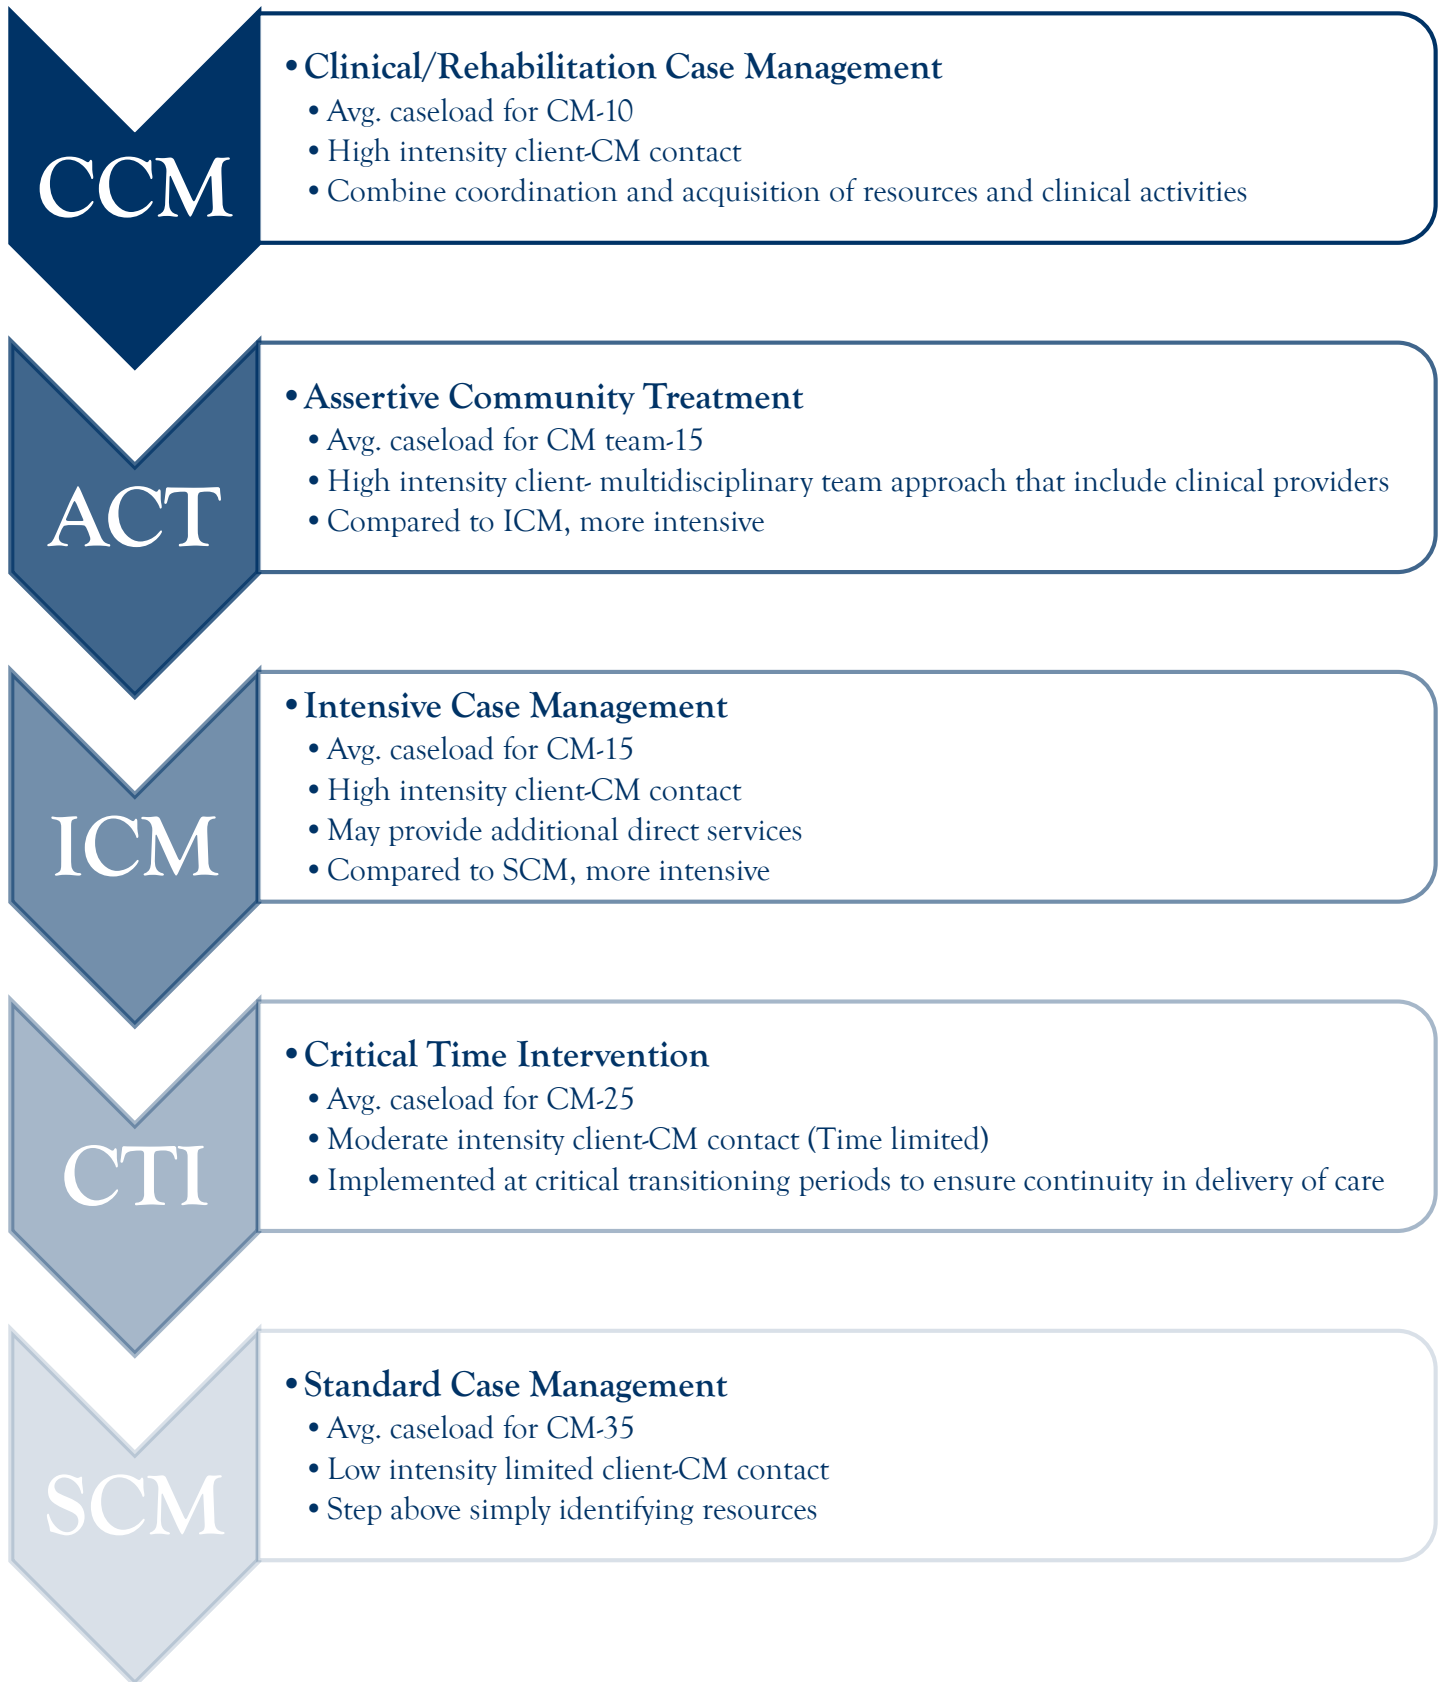 CCM
•Clinical/Rehabilitation Case Management
•Avg. caseload for CM-10
•High intensity client-CM contact
•Combine coordination and acquisition of resources and clinical activities
ACT
•Assertive Community Treatment
•Avg. caseload for CM team-15
•High intensity client- multidisciplinary team approach that include clinical providers
•Compared to ICM, more intensive
ICM
•Intensive Case Management
•Avg. caseload for CM-15
•High intensity client-CM contact
•May provide additional direct services
•Compared to SCM, more intensive
CTI
•Critical Time Intervention
•Avg. caseload for CM-25
•Moderate intensity client-CM contact (Time limited)
•Implemented at critical transitioning periods to ensure continuity in delivery of care
SCM
•Standard Case Management
•Avg. caseload for CM-35
•Low intensity limited client-CM contact
•Step above simply identifying resources